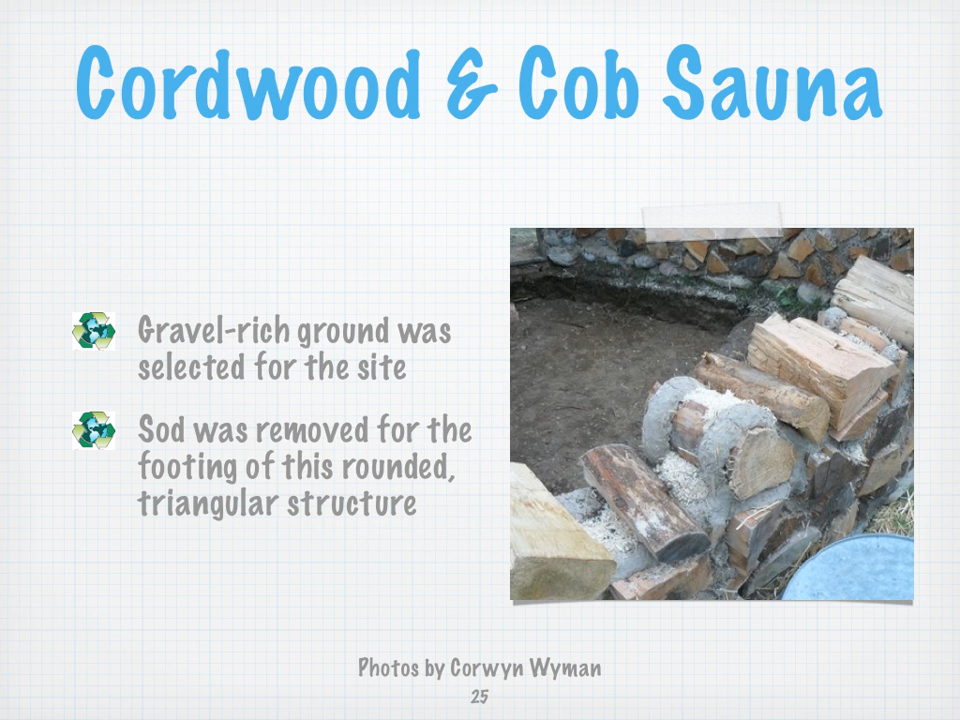 Cordwood & Cob Sauna
Gravel-rich ground was
selected for the site
Sod was removed for the
footing of this rounded,
triangular structure
Photos by Corwyn Wyman
25